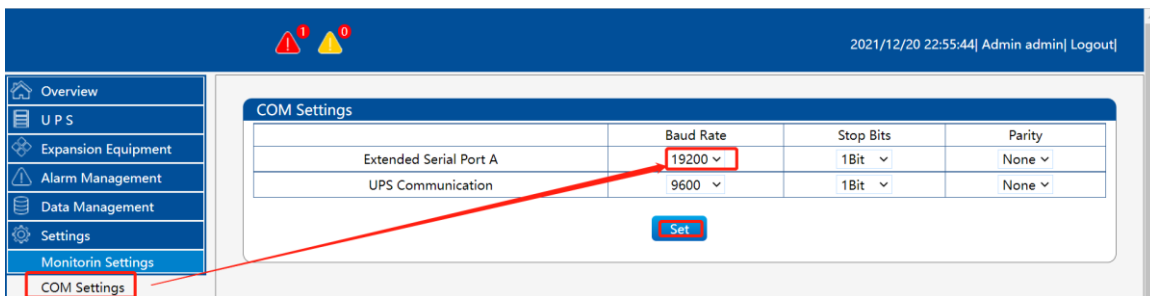 1 0
2021/12/20 22:55:44| Admin admin| Logout|
Overview
UPS
Expansion Equipment
Alarm Management
Data Management
Settings
Monitorin Settings
COM Settings
COM Settings
Baud Rate Stop Bits Parity
Extended Serial Port A 19200 1Bit None
UPS Communication 9600 1Bit None
Set